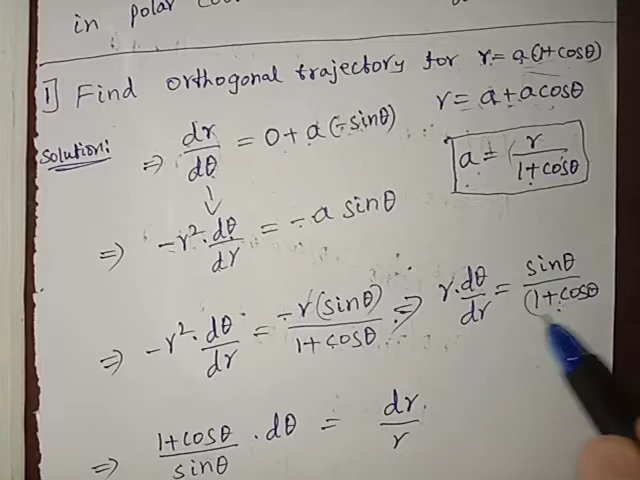 in polar
1] Find orthogonal trajectory for r = a(1+cosθ)
r = a + a cosθ
Solution: ⇒ dr/dθ = 0 + a(-sinθ)
a = r/(1+cosθ)
↓
⇒ -r²·dθ/dr = -a sinθ
⇒ -r²·dθ/dr = -r(sinθ)/(1+cosθ) ⇒ r·dθ/dr = sinθ/(1+cosθ
⇒ (1+cosθ)/sinθ · dθ = dr/r